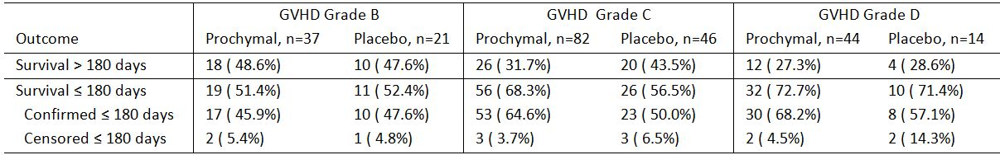 GVHD Grade B GVHD  Grade C GVHD Grade D
Outcome Prochymal, n=37 Placebo, n=21 Prochymal, n=82 Placebo, n=46 Prochymal, n=44 Placebo, n=14
Survival > 180 days 18 ( 48.6%) 10 ( 47.6%) 26 ( 31.7%) 20 ( 43.5%) 12 ( 27.3%) 4 ( 28.6%)
Survival ≤ 180 days 19 ( 51.4%) 11 ( 52.4%) 56 ( 68.3%) 26 ( 56.5%) 32 ( 72.7%) 10 ( 71.4%)
Confirmed ≤ 180 days 17 ( 45.9%) 10 ( 47.6%) 53 ( 64.6%) 23 ( 50.0%) 30 ( 68.2%) 8 ( 57.1%)
Censored ≤ 180 days 2 ( 5.4%) 1 ( 4.8%) 3 ( 3.7%) 3 ( 6.5%) 2 ( 4.5%) 2 ( 14.3%)